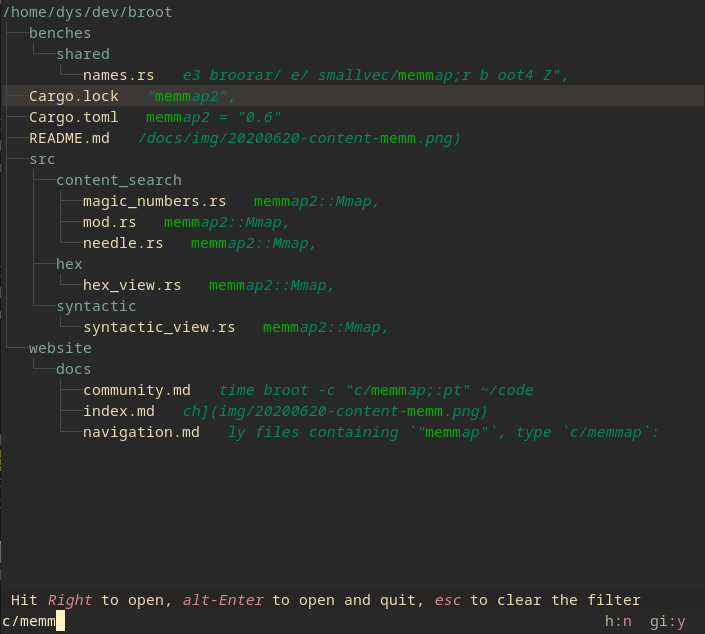 /home/dys/dev/broot
benches
shared
names.rs e3 broorar/ e/ smallvec/memmap;r b oot4 Z",
Cargo.lock "memmap2",
Cargo.toml memmap2 = "0.6"
README.md /docs/img/20200620-content-memm.png)
src
content_search
magic_numbers.rs memmap2::Mmap,
mod.rs memmap2::Mmap,
needle.rs memmap2::Mmap,
hex
hex_view.rs memmap2::Mmap,
syntactic
syntactic_view.rs memmap2::Mmap,
website
docs
community.md time broot -c "c/memmap;:pt" ~/code
index.md ch](img/20200620-content-memm.png)
navigation.md ly files containing `"memmap"`, type `c/memmap`:
Hit Right to open, alt-Enter to open and quit, esc to clear the filter
c/memm h:n gi:y